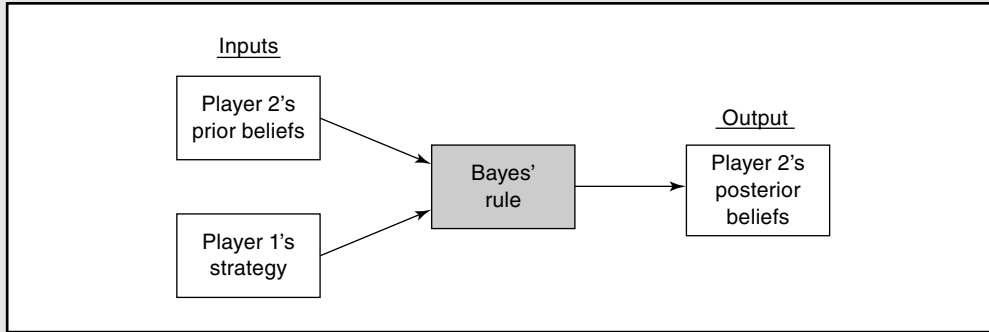 Inputs
Player 2's
prior beliefs
Player 1's
strategy
Bayes'
rule
Output
Player 2's
posterior
beliefs